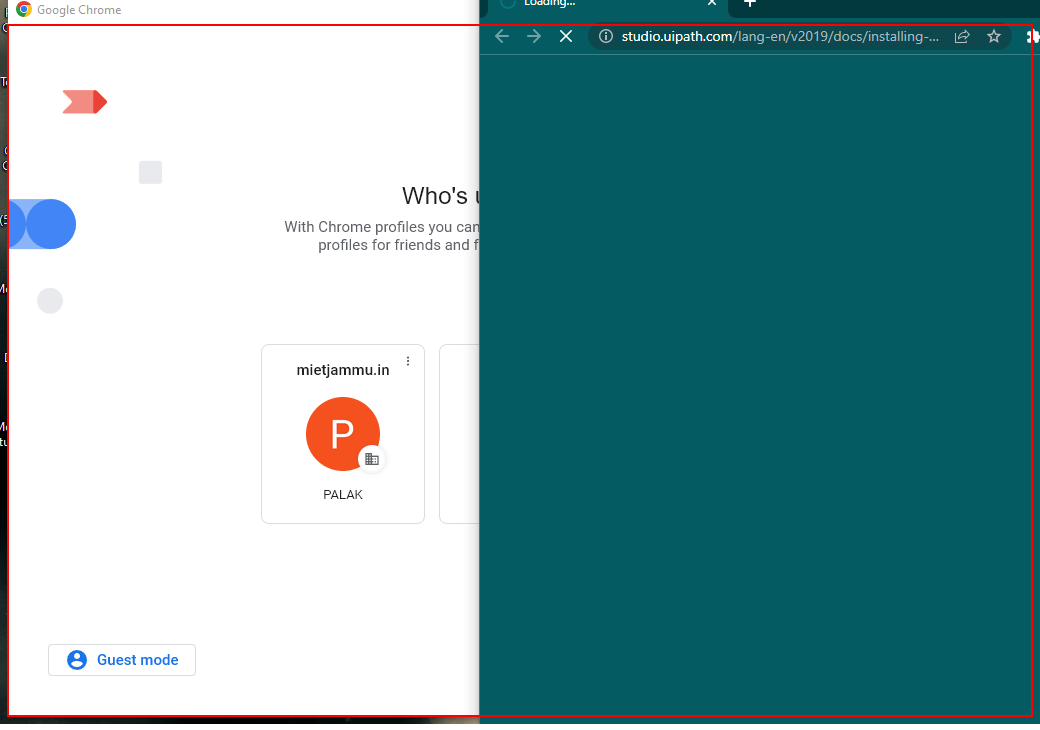 Google Chrome
Loading...
studio.uipath.com/lang-en/v2019/docs/installing-...
Who's
With Chrome profiles you can
profiles for friends and f
mietjammu.in
P
PALAK
Guest mode